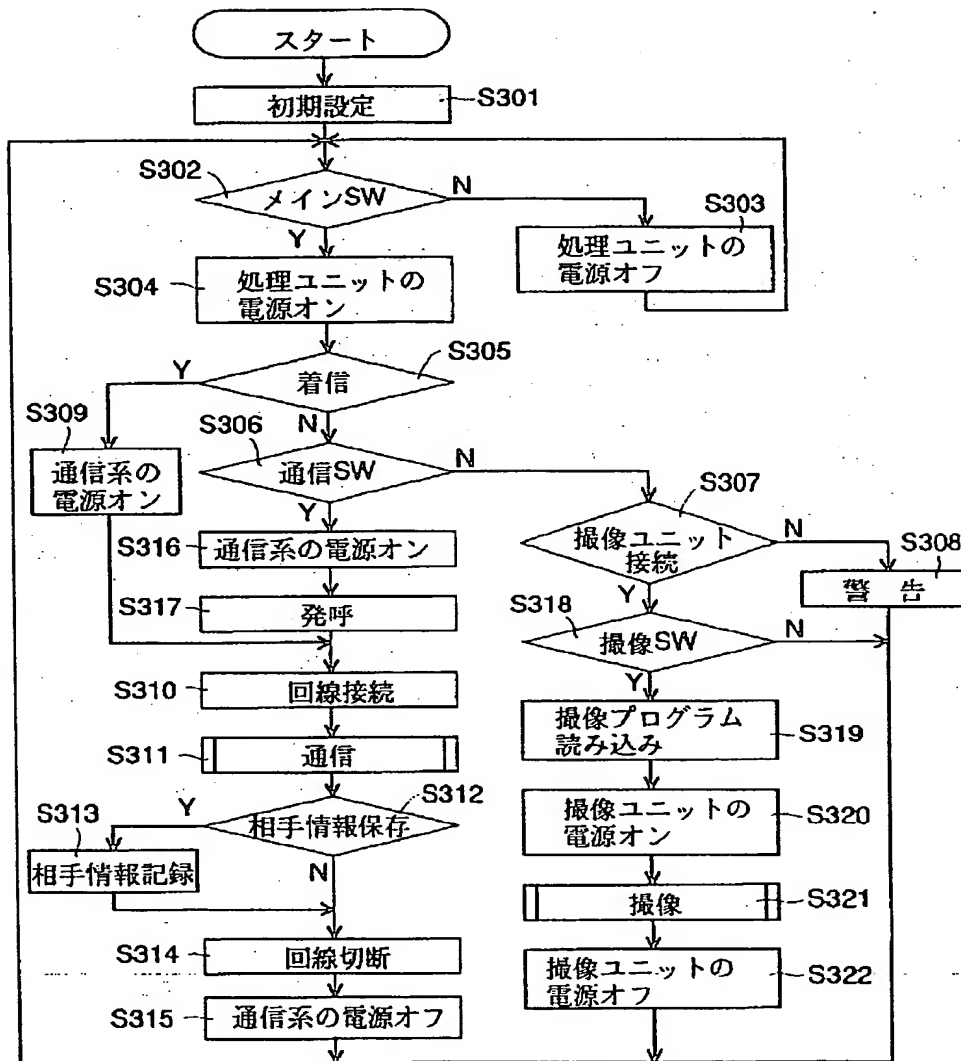 スタート
初期設定
S301
S302
メインSW
N
Y
S303
処理ユニットの
電源オフ
S304
処理ユニットの
電源オン
S305
着信
Y
N
S309
通信系の
電源オン
S306
通信SW
N
Y
S307
撮像ユニット
接続
N
Y
S308
警 告
S316
通信系の電源オン
S317
発呼
S318
撮像SW
N
Y
S310
回線接続
S319
撮像プログラム
読み込み
S311
通信
S312
相手情報保存
Y
N
S313
相手情報記録
S320
撮像ユニットの
電源オン
S321
撮像
S314
回線切断
S322
撮像ユニットの
電源オフ
S315
通信系の電源オフ